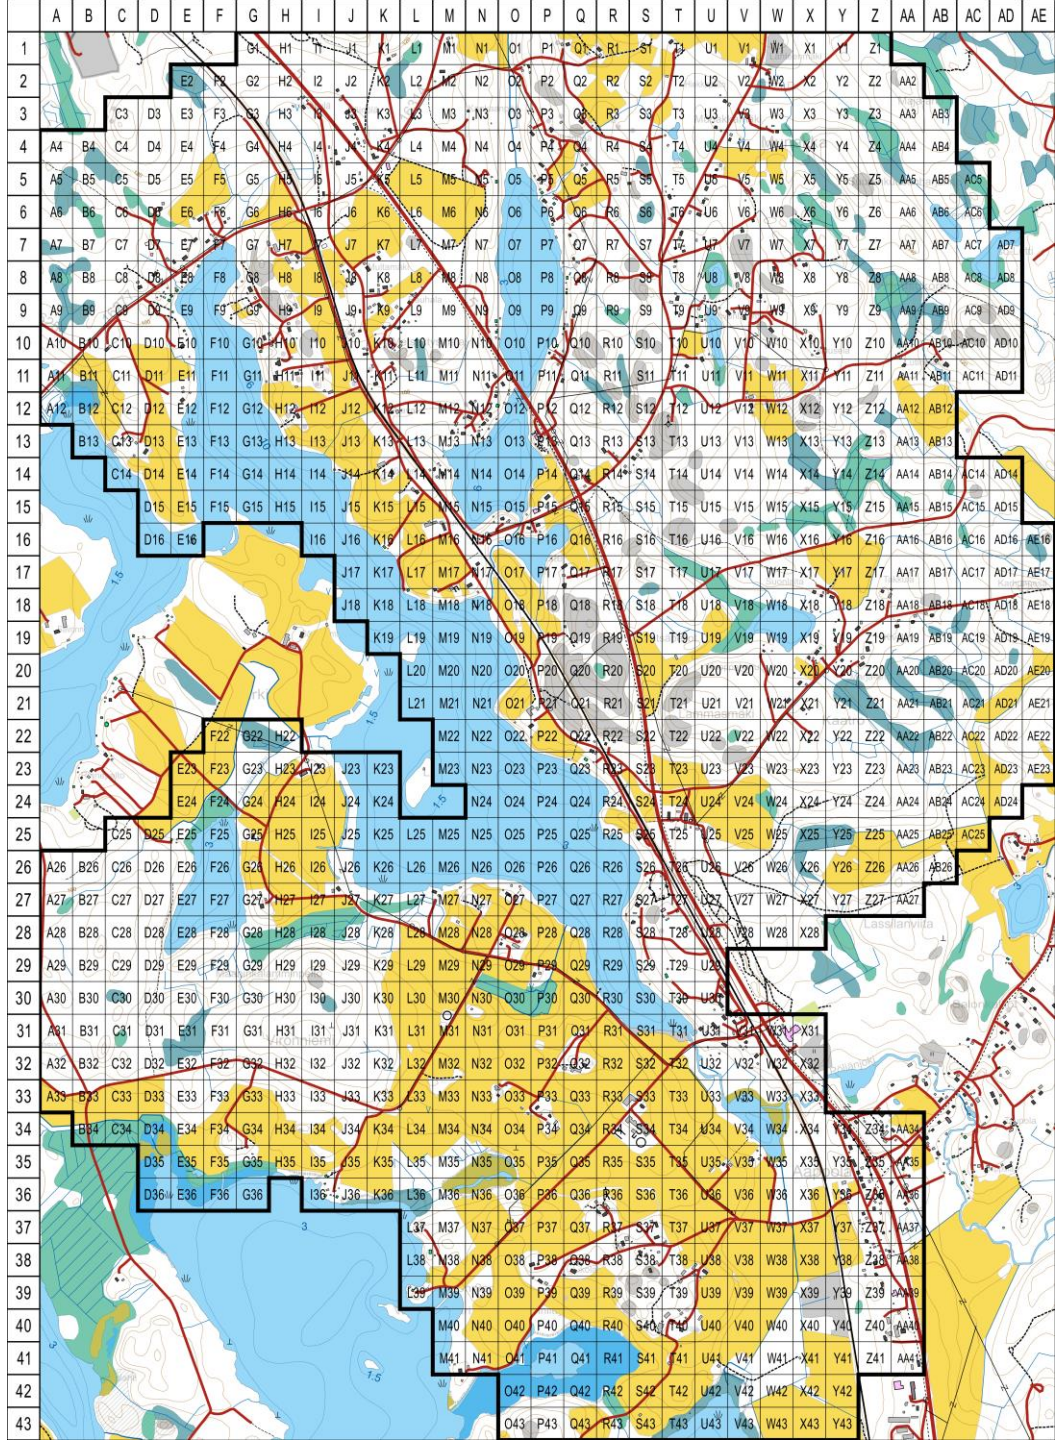 A B C D E F G H I J K L M N O P Q R S T U V W X Y Z AA AB AC AD AE
1 G1 H1 I1 J1 K1 L1 M1 N1 O1 P1 Q1 R1 S1 T1 U1 V1 W1 X1 Y1 Z1
2 E2 F2 G2 H2 I2 J2 K2 L2 M2 N2 O2 P2 Q2 R2 S2 T2 U2 V2 W2 X2 Y2 Z2 AA2
3 C3 D3 E3 F3 G3 H3 I3 J3 K3 L3 M3 N3 O3 P3 Q3 R3 S3 T3 U3 V3 W3 X3 Y3 Z3 AA3 AB3
4 A4 B4 C4 D4 E4 F4 G4 H4 I4 J4 K4 L4 M4 N4 O4 P4 Q4 R4 S4 T4 U4 V4 W4 X4 Y4 Z4 AA4 AB4
5 A5 B5 C5 D5 E5 F5 G5 H5 I5 J5 K5 L5 M5 N5 O5 P5 Q5 R5 S5 T5 U5 V5 W5 X5 Y5 Z5 AA5 AB5 AC5
6 A6 B6 C6 D6 E6 F6 G6 H6 I6 J6 K6 L6 M6 N6 O6 P6 Q6 R6 S6 T6 U6 V6 W6 X6 Y6 Z6 AA6 AB6 AC6
7 A7 B7 C7 D7 E7 F7 G7 H7 I7 J7 K7 L7 M7 N7 O7 P7 Q7 R7 S7 T7 U7 V7 W7 X7 Y7 Z7 AA7 AB7 AC7 AD7
8 A8 B8 C8 D8 E8 F8 G8 H8 I8 J8 K8 L8 M8 N8 O8 P8 Q8 R8 S8 T8 U8 V8 W8 X8 Y8 Z8 AA8 AB8 AC8 AD8
9 A9 B9 C9 D9 E9 F9 G9 H9 I9 J9 K9 L9 M9 N9 O9 P9 Q9 R9 S9 T9 U9 V9 W9 X9 Y9 Z9 AA9 AB9 AC9 AD9
10 A10 B10 C10 D10 E10 F10 G10 H10 I10 J10 K10 L10 M10 N10 O10 P10 Q10 R10 S10 T10 U10 V10 W10 X10 Y10 Z10 AA10 AB10 AC10 AD10
11 A11 B11 C11 D11 E11 F11 G11 H11 I11 J11 K11 L11 M11 N11 O11 P11 Q11 R11 S11 T11 U11 V11 W11 X11 Y11 Z11 AA11 AB11 AC11 AD11
12 A12 B12 C12 D12 E12 F12 G12 H12 I12 J12 K12 L12 M12 N12 O12 P12 Q12 R12 S12 T12 U12 V12 W12 X12 Y12 Z12 AA12 AB12
13 B13 C13 D13 E13 F13 G13 H13 I13 J13 K13 L13 M13 N13 O13 P13 Q13 R13 S13 T13 U13 V13 W13 X13 Y13 Z13 AA13 AB13
14 C14 D14 E14 F14 G14 H14 I14 J14 K14 L14 M14 N14 O14 P14 Q14 R14 S14 T14 U14 V14 W14 X14 Y14 Z14 AA14 AB14 AC14 AD14
15 D15 E15 F15 G15 H15 I15 J15 K15 L15 M15 N15 O15 P15 Q15 R15 S15 T15 U15 V15 W15 X15 Y15 Z15 AA15 AB15 AC15 AD15
16 D16 E16 I16 J16 K16 L16 M16 N16 O16 P16 Q16 R16 S16 T16 U16 V16 W16 X16 Y16 Z16 AA16 AB16 AC16 AD16 AE16
17 J17 K17 L17 M17 N17 O17 P17 Q17 R17 S17 T17 U17 V17 W17 X17 Y17 Z17 AA17 AB17 AC17 AD17 AE17
18 J18 K18 L18 M18 N18 O18 P18 Q18 R18 S18 T18 U18 V18 W18 X18 Y18 Z18 AA18 AB18 AC18 AD18 AE18
19 K19 L19 M19 N19 O19 R19 Q19 R19 S19 T19 U19 V19 W19 X19 Y19 Z19 AA19 AB19 AC19 AD19 AE19
20 L20 M20 N20 O20 P20 Q20 R20 S20 T20 U20 V20 W20 X20 Y20 Z20 AA20 AB20 AC20 AD20 AE20
21 L21 M21 N21 O21 P21 Q21 R21 S21 T21 U21 V21 W21 X21 Y21 Z21 AA21 AB21 AC21 AD21 AE21
22 F22 G22 H22 M22 N22 O22 P22 Q22 R22 S22 T22 U22 V22 W22 X22 Y22 Z22 AA22 AB22 AC22 AD22 AE22
23 E23 F23 G23 H23 I23 J23 K23 M23 N23 O23 P23 Q23 R23 S23 T23 U23 V23 W23 X23 Y23 Z23 AA23 AB23 AC23 AD23 AE23
24 E24 F24 G24 H24 I24 J24 K24 1.5 N24 O24 P24 Q24 R24 S24 T24 U24 V24 W24 X24 Y24 Z24 AA24 AB24 AC24 AD24
25 C25 D25 E25 F25 G25 H25 I25 J25 K25 L25 M25 N25 O25 P25 Q25 R25 S25 T25 U25 V25 W25 X25 Y25 Z25 AA25 AB25 AC25
26 A26 B26 C26 D26 E26 F26 G26 H26 I26 J26 K26 L26 M26 N26 O26 P26 Q26 R26 S26 T26 U26 V26 W26 X26 Y26 Z26 AA26 AB26
27 A27 B27 C27 D27 E27 F27 G27 H27 I27 J27 K27 L27 M27 N27 O27 P27 Q27 R27 S27 T27 U27 V27 W27 X27 Y27 Z27 AA27
28 A28 B28 C28 D28 E28 F28 G28 H28 I28 J28 K28 L28 M28 N28 O28 P28 Q28 R28 S28 T28 U28 V28 W28 X28 Lassilanviita
29 A29 B29 C29 D29 E29 F29 G29 H29 I29 J29 K29 L29 M29 N29 O29 P29 Q29 R29 S29 T29 U29
30 A30 B30 C30 D30 E30 F30 G30 H30 I30 J30 K30 L30 M30 N30 O30 P30 Q30 R30 S30 T30 U30
31 A31 B31 C31 D31 E31 F31 G31 H31 I31 J31 K31 L31 M31 N31 O31 P31 Q31 R31 S31 T31 U31 V31 W31 X31
32 A32 B32 C32 D32 E32 F32 G32 H32 I32 J32 K32 L32 M32 N32 O32 P32 Q32 R32 S32 T32 U32 V32 W32 X32
33 A33 B33 C33 D33 E33 F33 G33 H33 I33 J33 K33 L33 M33 N33 O33 P33 Q33 R33 S33 T33 U33 V33 W33 X33
34 B34 C34 D34 E34 F34 G34 H34 I34 J34 K34 L34 M34 N34 O34 P34 Q34 R34 S34 T34 U34 V34 W34 X34 Y34 Z34 AA34
35 D35 E35 F35 G35 H35 I35 J35 K35 L35 M35 N35 O35 P35 Q35 R35 S35 T35 U35 V35 W35 X35 Y35 Z35 AA35
36 D36 E36 F36 G36 I36 J36 K36 L36 M36 N36 O36 P36 Q36 R36 S36 T36 U36 V36 W36 X36 Y36 Z36 AA36
37 L37 M37 N37 O37 P37 Q37 R37 S37 T37 U37 V37 W37 X37 Y37 Z37 AA37
38 L38 M38 N38 O38 P38 Q38 R38 S38 T38 U38 V38 W38 X38 Y38 Z38 AA38
39 L39 M39 N39 O39 P39 Q39 R39 S39 T39 U39 V39 W39 X39 Y39 Z39 AA39
40 M40 N40 O40 P40 Q40 R40 S40 T40 U40 V40 W40 X40 Y40 Z40 AA40
41 1.5 M41 N41 O41 P41 Q41 R41 S41 T41 U41 V41 W41 X41 Y41 Z41 AA41
42 O42 P42 Q42 R42 S42 T42 U42 V42 W42 X42 Y42
43 O43 P43 Q43 R43 S43 T43 U43 V43 W43 X43 Y43